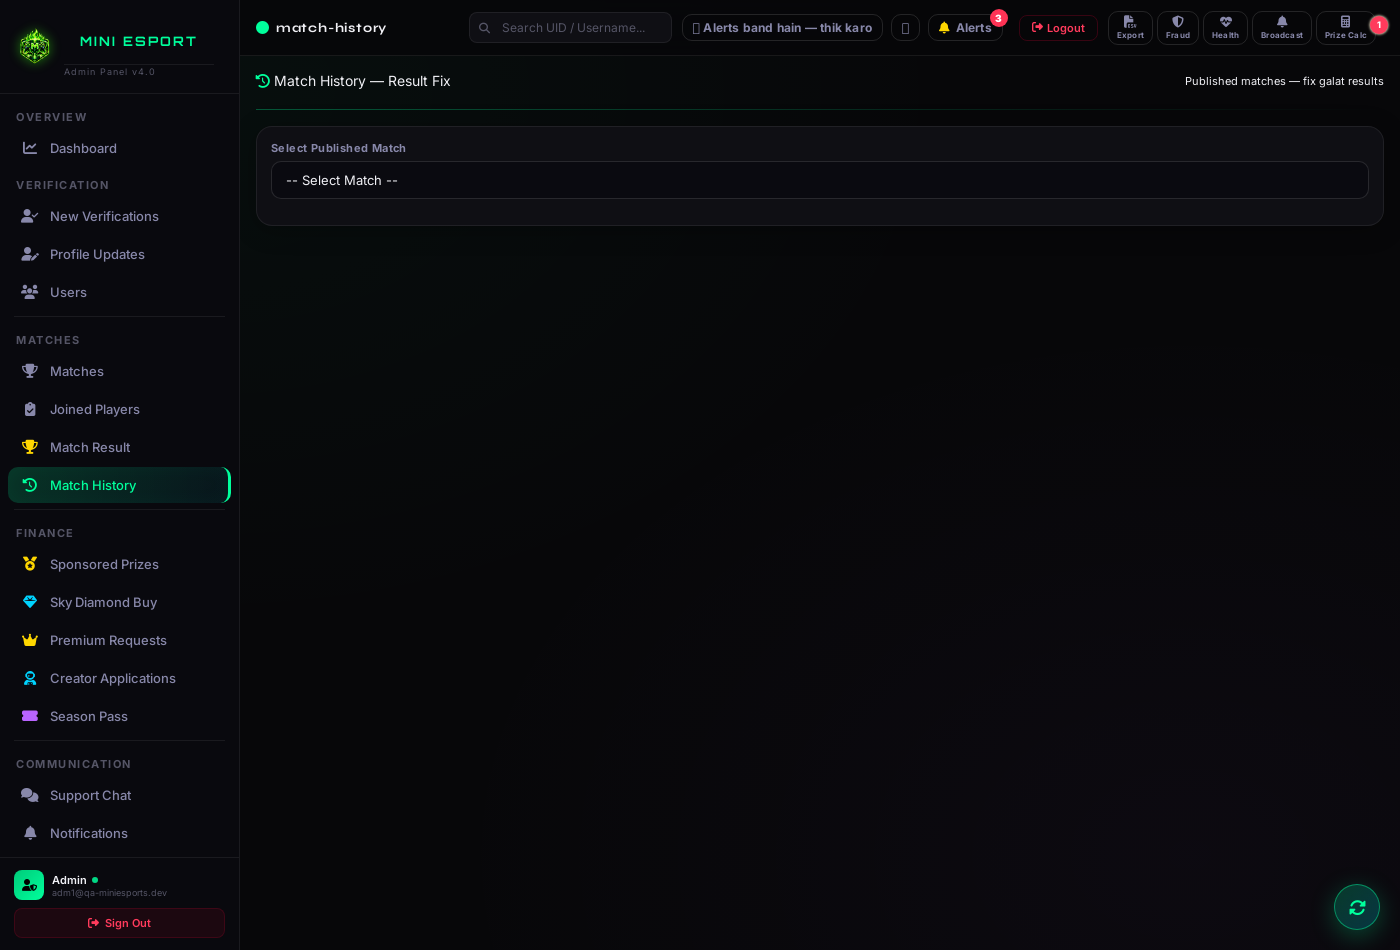 MINI ESPORT
Admin Panel v4.0
OVERVIEW
Dashboard
VERIFICATION
New Verifications
Profile Updates
Users
MATCHES
Matches
Joined Players
Match Result
Match History
FINANCE
Sponsored Prizes
Sky Diamond Buy
Premium Requests
Creator Applications
Season Pass
COMMUNICATION
Support Chat
Notifications
Admin
adm1@qa-miniesports.dev
Sign Out
match-history
Search UID / Username...
Alerts band hain — thik karo
Alerts
3
Logout
Export
Fraud
Health
Broadcast
Prize Calc
1
Match History — Result Fix
Published matches — fix galat results
Select Published Match
-- Select Match --